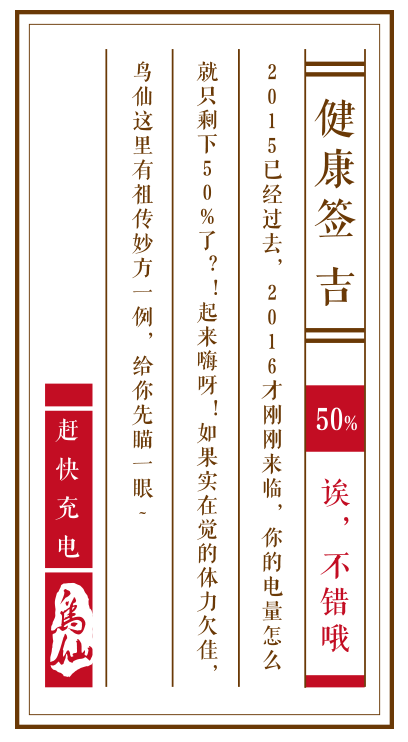 健康签 吉
50%
诶，不错哦
2015已经过去，2016才刚刚来临，你的电量怎么
就只剩下50%了？！起来嗨呀！如果实在觉的体力欠佳，
鸟仙这里有祖传妙方一例，给你先瞄一眼~
赶快充电
鸟仙